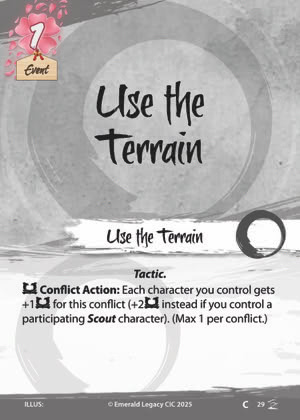 1
Event
Use the
Terrain
Use the Terrain
Tactic.
Conflict Action: Each character you control gets
+1 for this conflict (+2 instead if you control a
participating Scout character). (Max 1 per conflict.)
ILLUS: © Emerald Legacy CIC 2025 C 29